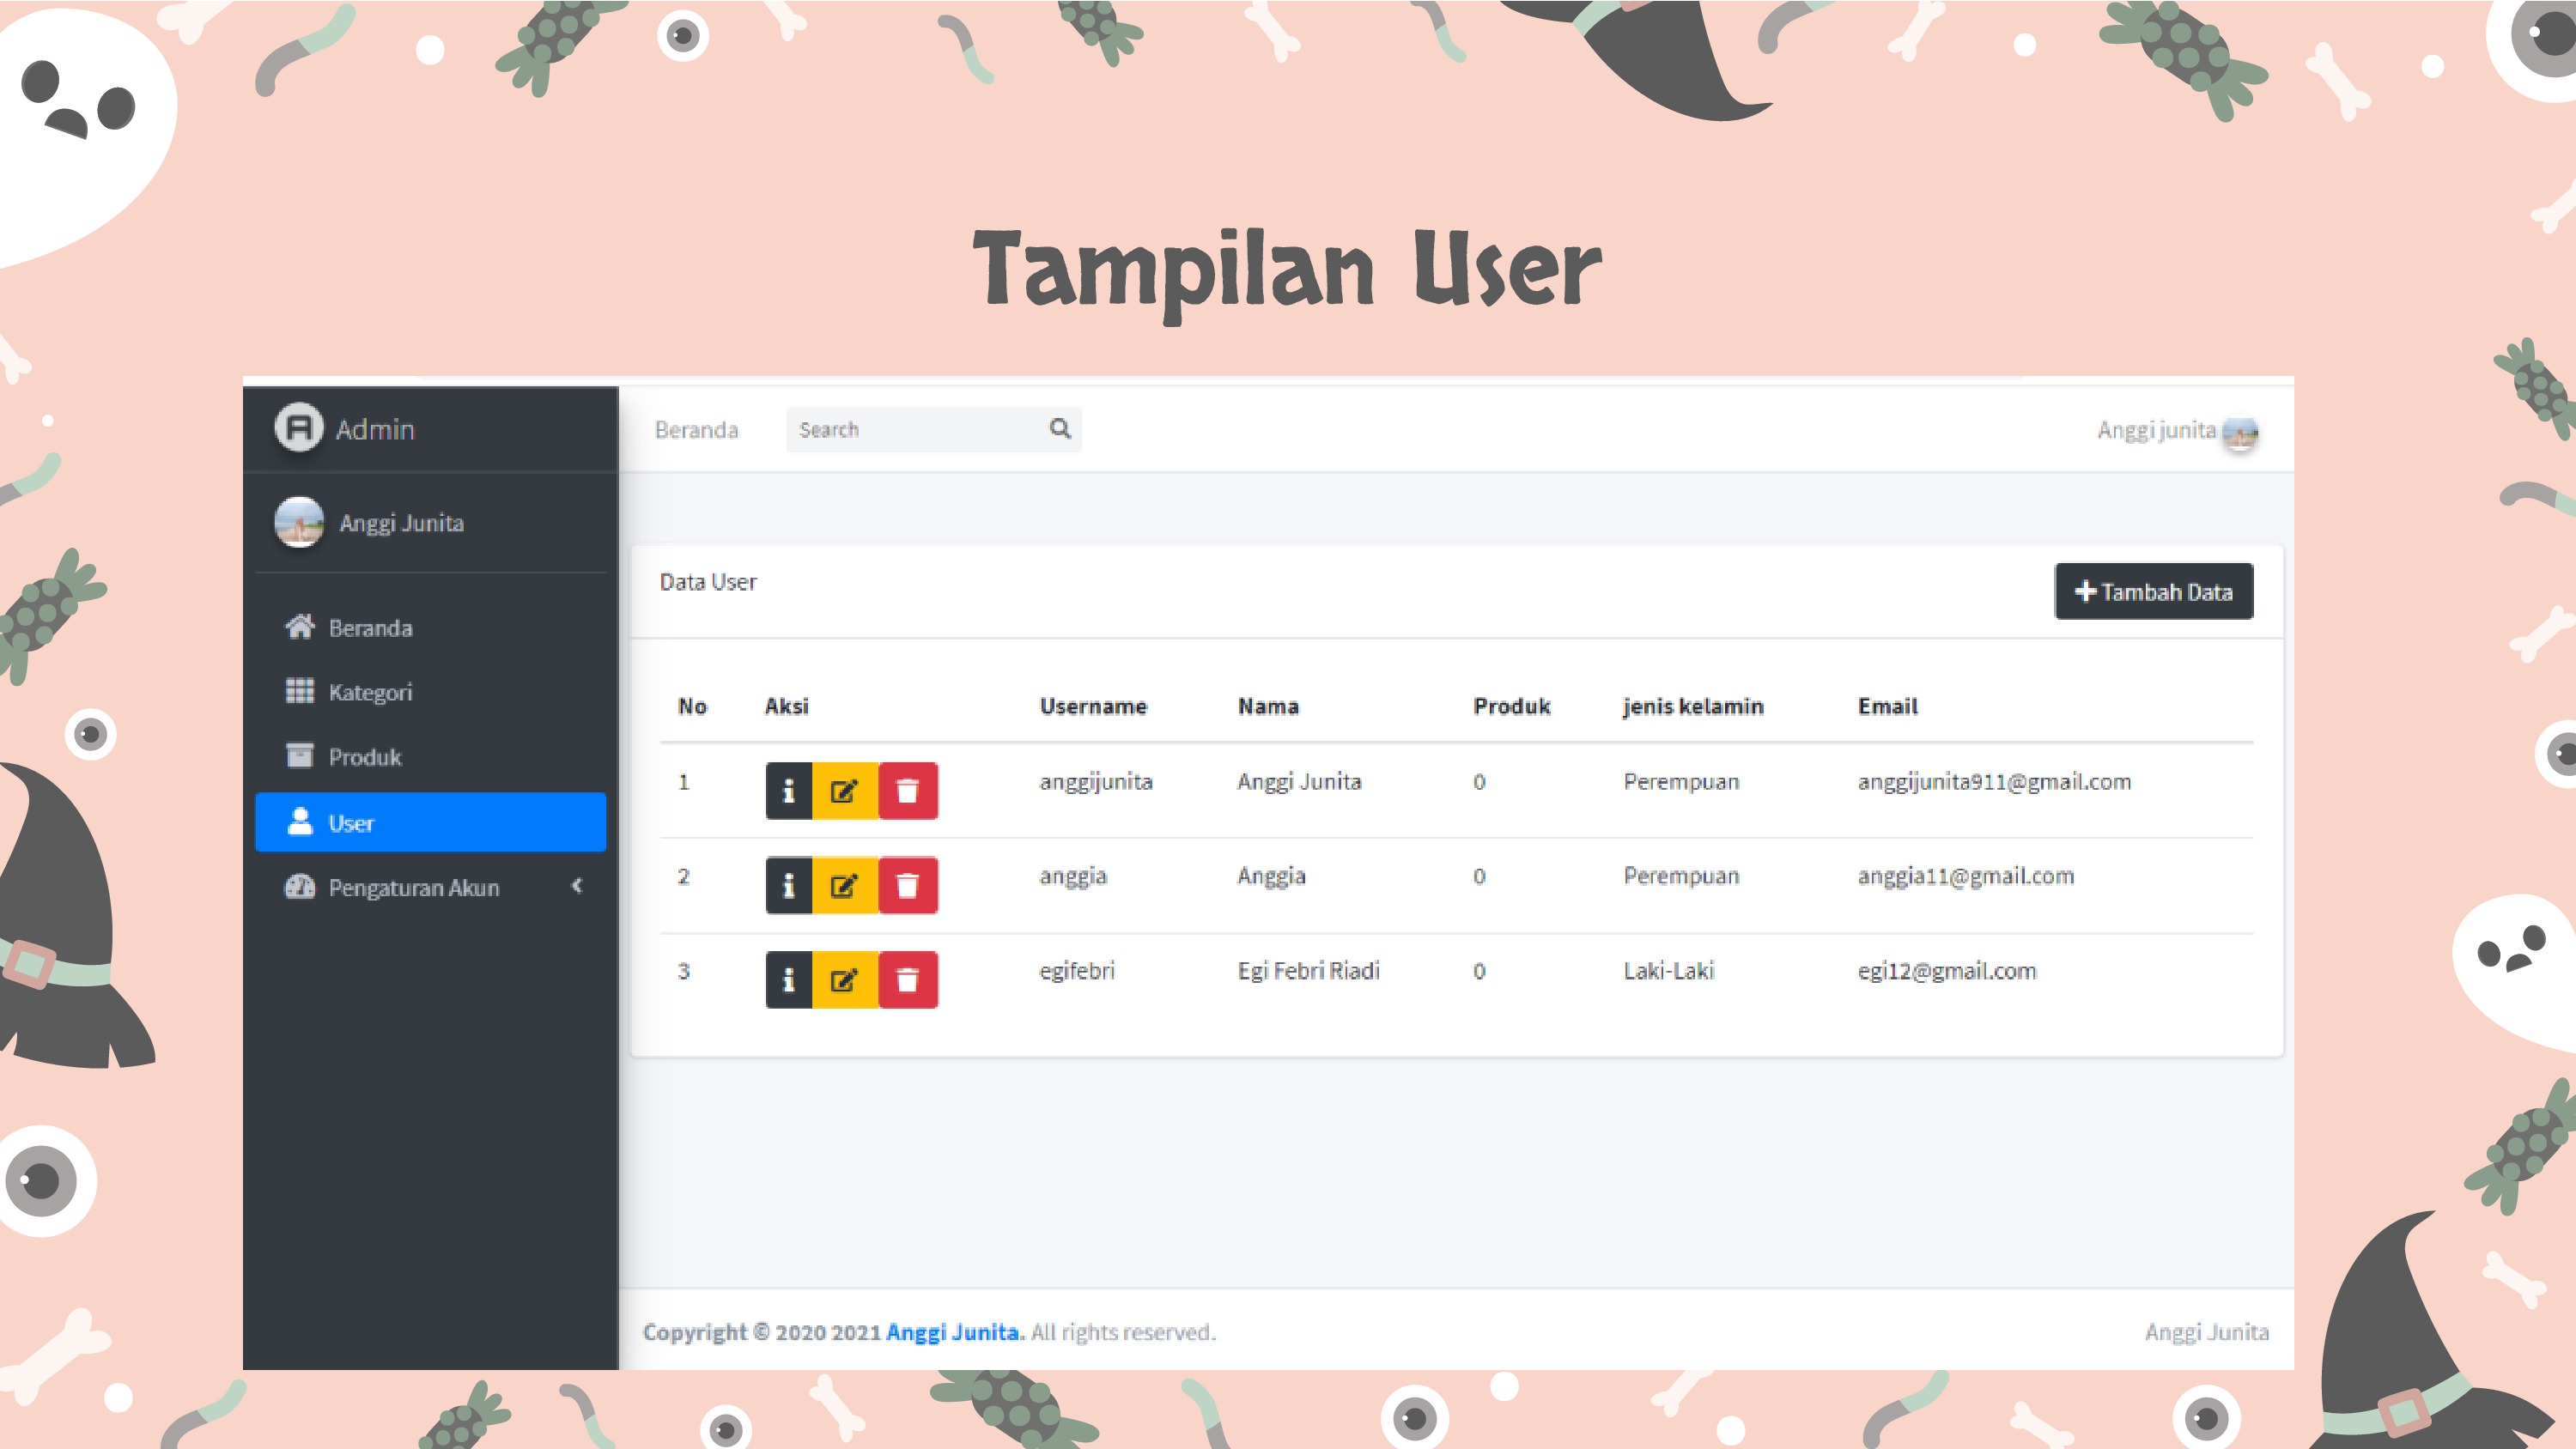 Tampilan User
Admin
Beranda
Search
Anggi junita
Anggi Junita
Beranda
Kategori
Produk
User
Pengaturan Akun
Data User
Tambah Data
No Aksi Username Nama Produk jenis kelamin Email
1 anggijunita Anggi Junita 0 Perempuan anggijunita911@gmail.com
2 anggia Anggia 0 Perempuan anggia11@gmail.com
3 egifebri Egi Febri Riadi 0 Laki-Laki egi12@gmail.com
Copyright © 2020 2021 Anggi Junita. All rights reserved.
Anggi Junita